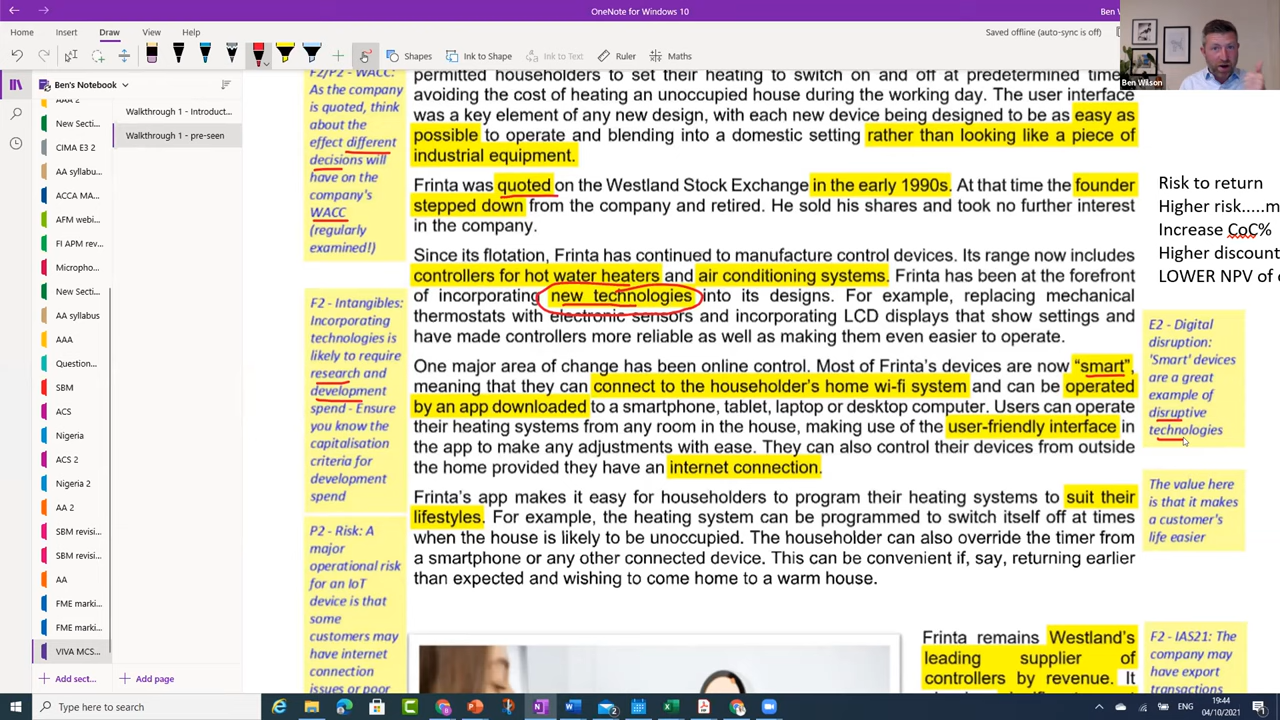 OneNote for Windows 10
Ben W
Home
Insert
Draw
View
Help
Saved offline (auto-sync is off)
Shapes
Ink to Shape
Ink to Text
Ruler
Maths
Ben Wilson
Ben's Notebook
AAA 2
New Secti...
CIMA E3 2
AA syllabu...
ACCA MA...
AFM webi...
FI APM rev...
Micropho...
New Secti...
AA syllabus
AAA
Question...
SBM
ACS
Nigeria
ACS 2
Nigeria 2
AA 2
SBM revisi...
SBM revisi...
AA
FME marki...
FME marki...
VIVA MCS...
Add sect...
Walkthrough 1 - Introduct...
Walkthrough 1 - pre-seen
Add page
F2/P2 - WACC:
As the company
is quoted, think
about the
effect different
decisions will
have on the
company's
WACC
(regularly
examined!)
F2 - Intangibles:
Incorporating
technologies is
likely to require
research and
development
spend - Ensure
you know the
capitalisation
criteria for
development
spend
P2 - Risk: A
major
operational risk
for an IoT
device is that
some
customers may
have internet
connection
issues or poor
permitted householders to set their heating to switch on and off at predetermined time
avoiding the cost of heating an unoccupied house during the working day. The user interface
was a key element of any new design, with each new device being designed to be as easy as
possible to operate and blending into a domestic setting rather than looking like a piece of
industrial equipment.
Frinta was quoted on the Westland Stock Exchange in the early 1990s. At that time the founder
stepped down from the company and retired. He sold his shares and took no further interest
in the company.
Since its flotation, Frinta has continued to manufacture control devices. Its range now includes
controllers for hot water heaters and air conditioning systems. Frinta has been at the forefront
of incorporating new technologies into its designs. For example, replacing mechanical
thermostats with electronic sensors and incorporating LCD displays that show settings and
have made controllers more reliable as well as making them even easier to operate.
One major area of change has been online control. Most of Frinta's devices are now "smart",
meaning that they can connect to the householder's home wi-fi system and can be operated
by an app downloaded to a smartphone, tablet, laptop or desktop computer. Users can operate
their heating systems from any room in the house, making use of the user-friendly interface in
the app to make any adjustments with ease. They can also control their devices from outside
the home provided they have an internet connection.
Frinta's app makes it easy for householders to program their heating systems to suit their
lifestyles. For example, the heating system can be programmed to switch itself off at times
when the house is likely to be unoccupied. The householder can also override the timer from
a smartphone or any other connected device. This can be convenient if, say, returning earlier
than expected and wishing to come home to a warm house.
Frinta remains Westland's
leading supplier of
controllers by revenue. It
Risk to return
Higher risk.....m
Increase CoC%
Higher discount
LOWER NPV of
E2 - Digital
disruption:
'Smart' devices
are a great
example of
disruptive
technologies
The value here
is that it makes
a customer's
life easier
F2 - IAS21: The
company may
have export
transactions
Type here to search
ENG
19:44
04/10/2021